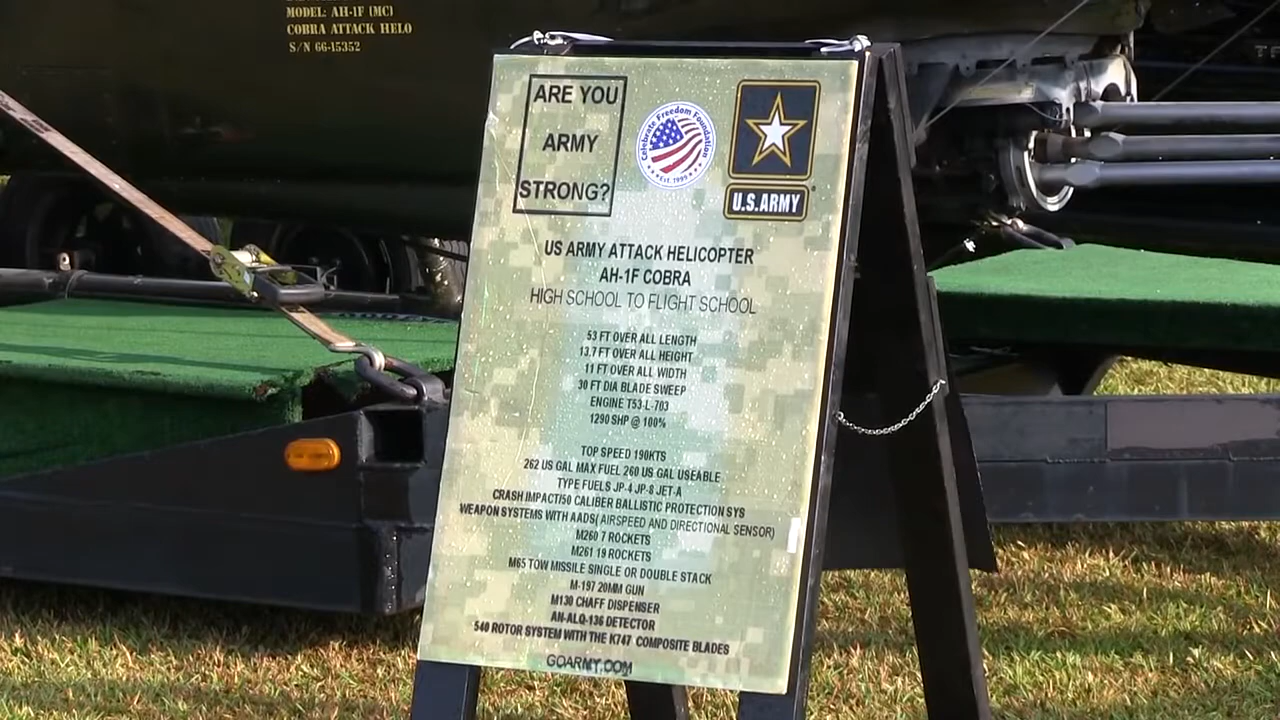 MODEL: AH-1F (MC)
COBRA ATTACK HELO
S/N 66-15352
ARE YOU
ARMY
STRONG?
Celebrate Freedom Foundation
Est. 1995
U.S.ARMY
US ARMY ATTACK HELICOPTER
AH-1F COBRA
HIGH SCHOOL TO FLIGHT SCHOOL
53 FT OVER ALL LENGTH
13.7 FT OVER ALL HEIGHT
11 FT OVER ALL WIDTH
30 FT DIA BLADE SWEEP
ENGINE T53-L-703
1290 SHP @ 100%
TOP SPEED 190KTS
262 US GAL MAX FUEL 260 US GAL USEABLE
TYPE FUELS JP-4 JP-8 JET-A
CRASH IMPACT/50 CALIBER BALLISTIC PROTECTION SYS
WEAPON SYSTEMS WITH AADS( AIRSPEED AND DIRECTIONAL SENSOR)
M260 7 ROCKETS
M261 19 ROCKETS
M65 TOW MISSILE SINGLE OR DOUBLE STACK
M-197 20MM GUN
M130 CHAFF DISPENSER
AN-ALQ-136 DETECTOR
540 ROTOR SYSTEM WITH THE K747 COMPOSITE BLADES
GOARMY.COM